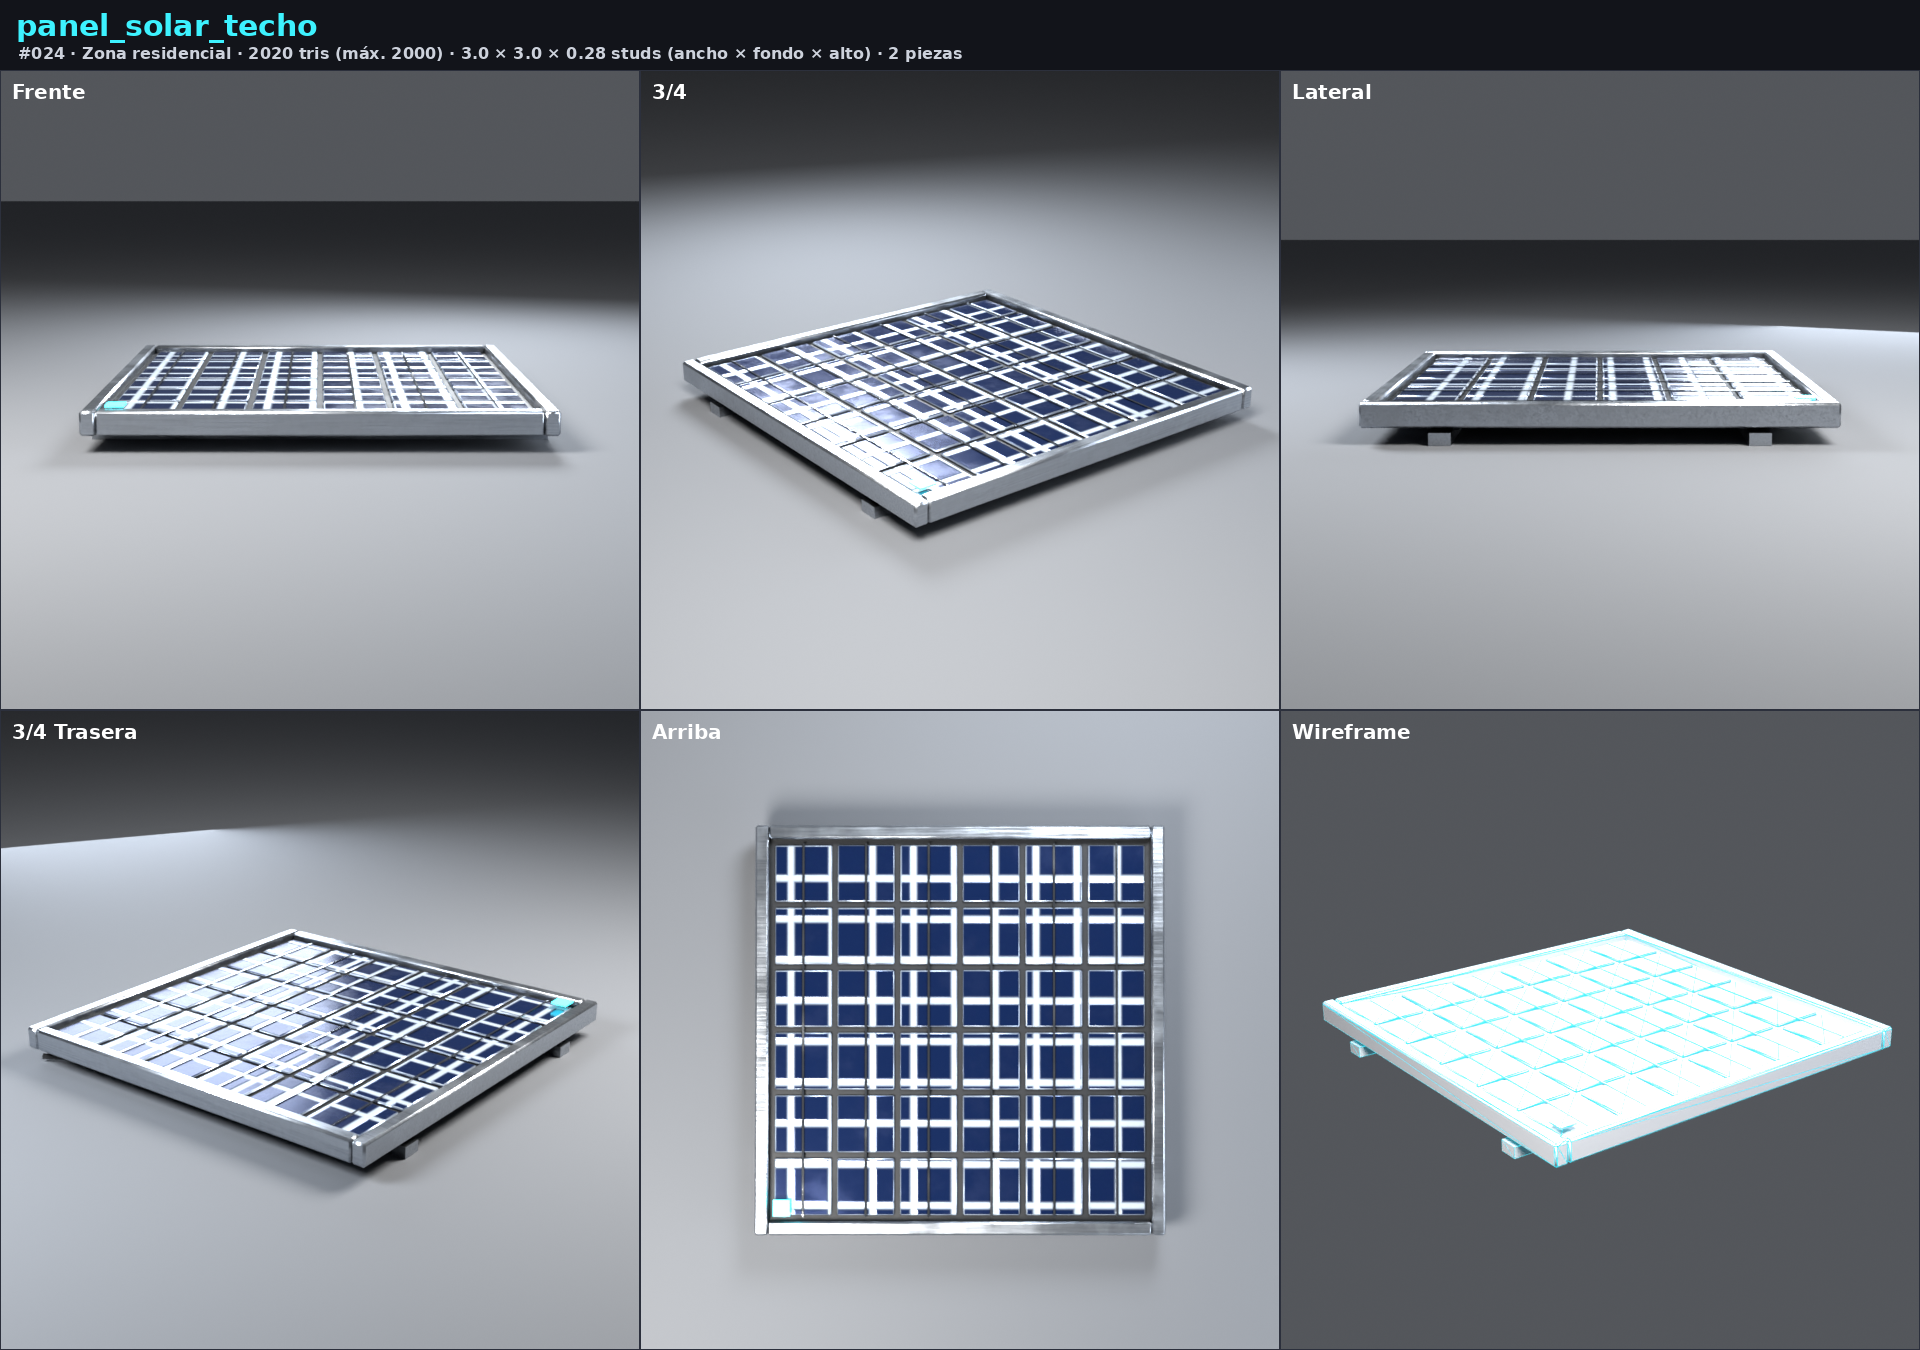 panel_solar_techo
#024 · Zona residencial · 2020 tris (máx. 2000) · 3.0 × 3.0 × 0.28 studs (ancho × fondo × alto) · 2 piezas
Frente
3/4
Lateral
3/4 Trasera
Arriba
Wireframe